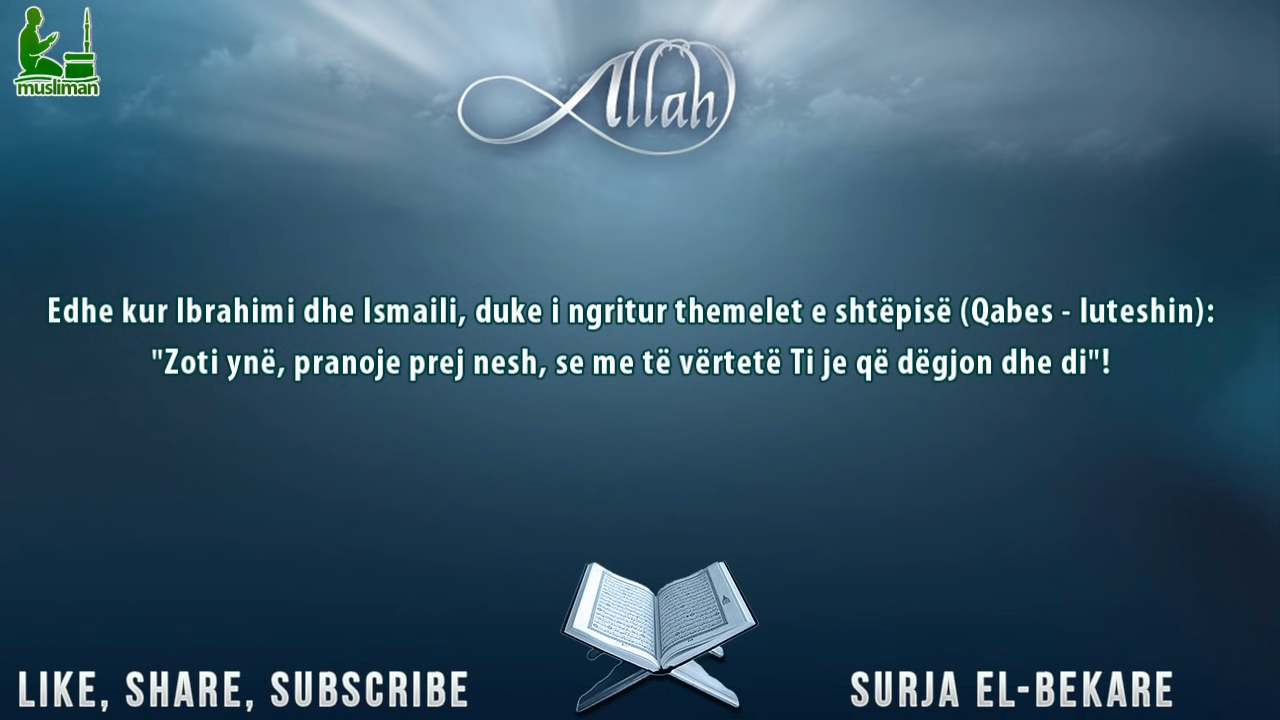 musliman
Allah
Edhe kur Ibrahimi dhe Ismaili, duke i ngritur themelet e shtëpisë (Qabes - luteshin):
"Zoti ynë, pranoje prej nesh, se me të vërtetë Ti je që dëgjon dhe di"!
LIKE, SHARE, SUBSCRIBE
SURJA EL-BEKARE